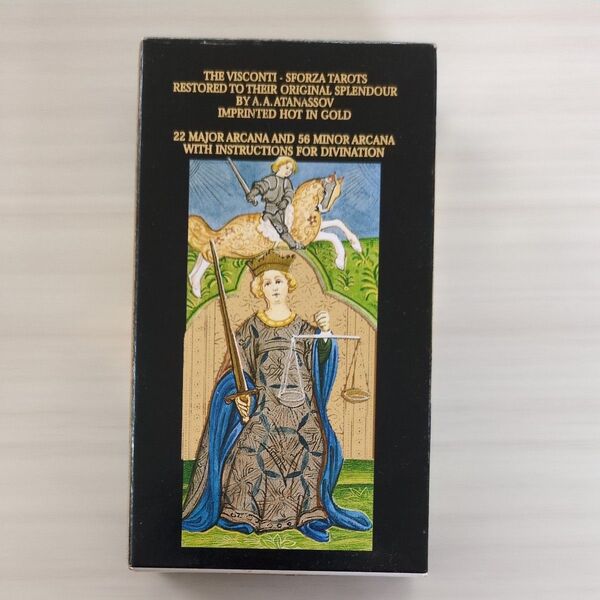 THE VISCONTI - SFORZA TAROTS
RESTORED TO THEIR ORIGINAL SPLENDOUR
BY A. A. ATANASSOV
IMPRINTED HOT IN GOLD
22 MAJOR ARCANA AND 56 MINOR ARCANA
WITH INSTRUCTIONS FOR DIVINATION